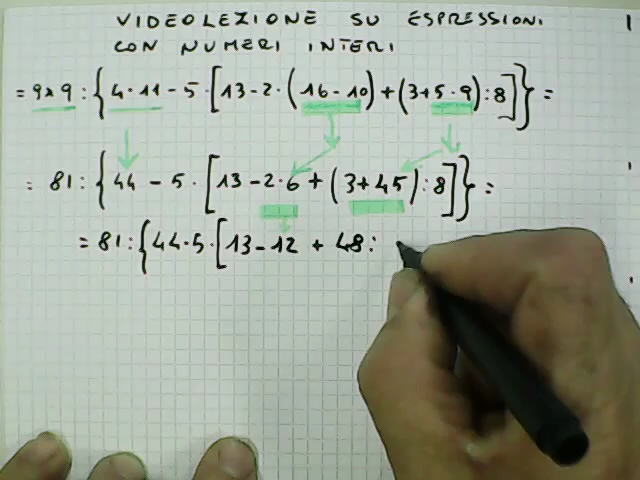 VIDEOLEZIONE SU ESPRESSIONI 1
CON NUMERI INTERI
= 9×9 : { 4·11 - 5 · [ 13 - 2 · ( 16 - 10 ) + ( 3 + 5·9 ) : 8 ] } =
= 81 : { 44 - 5 · [ 13 - 2·6 + ( 3 + 45 ) : 8 ] } =
= 81 : { 44 · 5 · [ 13 - 12 + 48 :